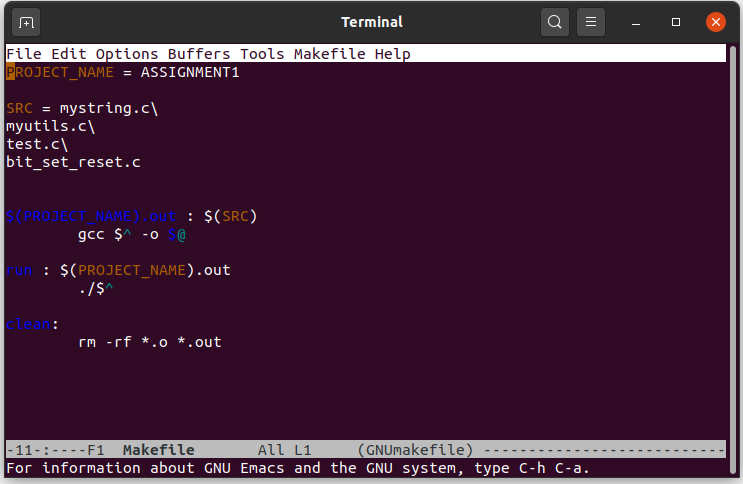 Terminal
File Edit Options Buffers Tools Makefile Help
PROJECT_NAME = ASSIGNMENT1
SRC = mystring.c\
myutils.c\
test.c\
bit_set_reset.c
$(PROJECT_NAME).out : $(SRC)
gcc $^ -o $@
run : $(PROJECT_NAME).out
./$^
clean:
rm -rf *.o *.out
-11-:----F1  Makefile       All L1     (GNUmakefile) ---------------------------
For information about GNU Emacs and the GNU system, type C-h C-a.